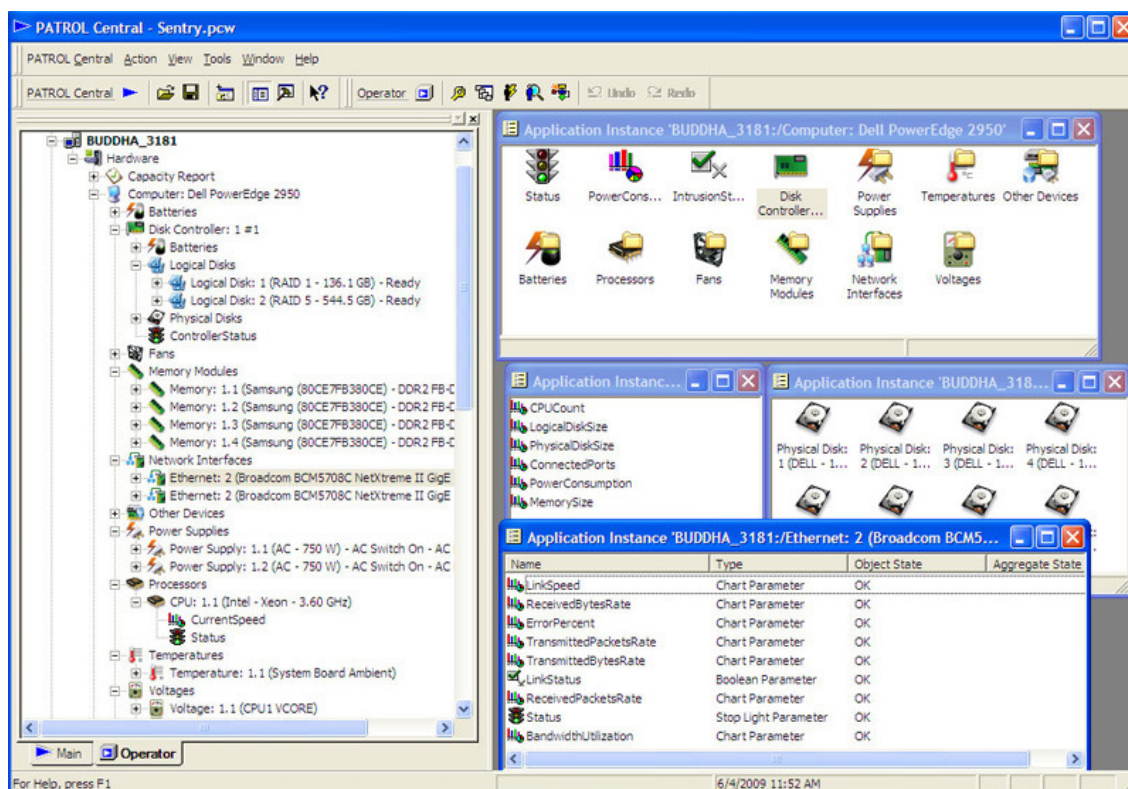 PATROL Central - Sentry.pcw
PATROL Central Action View Tools Window Help
PATROL Central Operator Undo Redo
BUDDHA_3181
Hardware
Capacity Report
Computer: Dell PowerEdge 2950
Batteries
Disk Controller: 1 #1
Batteries
Logical Disks
Logical Disk: 1 (RAID 1 - 136.1 GB) - Ready
Logical Disk: 2 (RAID 5 - 544.5 GB) - Ready
Physical Disks
ControllerStatus
Fans
Memory Modules
Memory: 1.1 (Samsung (80CE7FB380CE) - DDR2 FB-D
Memory: 1.2 (Samsung (80CE7FB380CE) - DDR2 FB-D
Memory: 1.3 (Samsung (80CE7FB380CE) - DDR2 FB-D
Memory: 1.4 (Samsung (80CE7FB380CE) - DDR2 FB-D
Network Interfaces
Ethernet: 2 (Broadcom BCM5708C NetXtreme II GigE
Ethernet: 2 (Broadcom BCM5708C NetXtreme II GigE
Other Devices
Power Supplies
Power Supply: 1.1 (AC - 750 W) - AC Switch On - AC
Power Supply: 1.2 (AC - 750 W) - AC Switch On - AC
Processors
CPU: 1.1 (Intel - Xeon - 3.60 GHz)
CurrentSpeed
Status
Temperatures
Temperature: 1.1 (System Board Ambient)
Voltages
Voltage: 1.1 (CPU1 VCORE)
Main Operator
Application Instance 'BUDDHA_3181:/Computer: Dell PowerEdge 2950'
Status PowerCons... IntrusionSt... Disk Power Temperatures Other Devices
Controller... Supplies
Batteries Processors Fans Memory Network Voltages
Modules Interfaces
Application Instanc...
CPUCount
LogicalDiskSize
PhysicalDiskSize
ConnectedPorts
PowerConsumption
MemorySize
Application Instance 'BUDDHA_318...
Physical Disk: Physical Disk: Physical Disk: Physical Disk:
1 (DELL - 1... 2 (DELL - 1... 3 (DELL - 1... 4 (DELL - 1...
Application Instance 'BUDDHA_3181:/Ethernet: 2 (Broadcom BCM5...
Name Type Object State Aggregate State
LinkSpeed Chart Parameter OK
ReceivedBytesRate Chart Parameter OK
ErrorPercent Chart Parameter OK
TransmittedPacketsRate Chart Parameter OK
TransmittedBytesRate Chart Parameter OK
LinkStatus Boolean Parameter OK
ReceivedPacketsRate Chart Parameter OK
Status Stop Light Parameter OK
BandwidthUtilization Chart Parameter OK
For Help, press F1 6/4/2009 11:52 AM